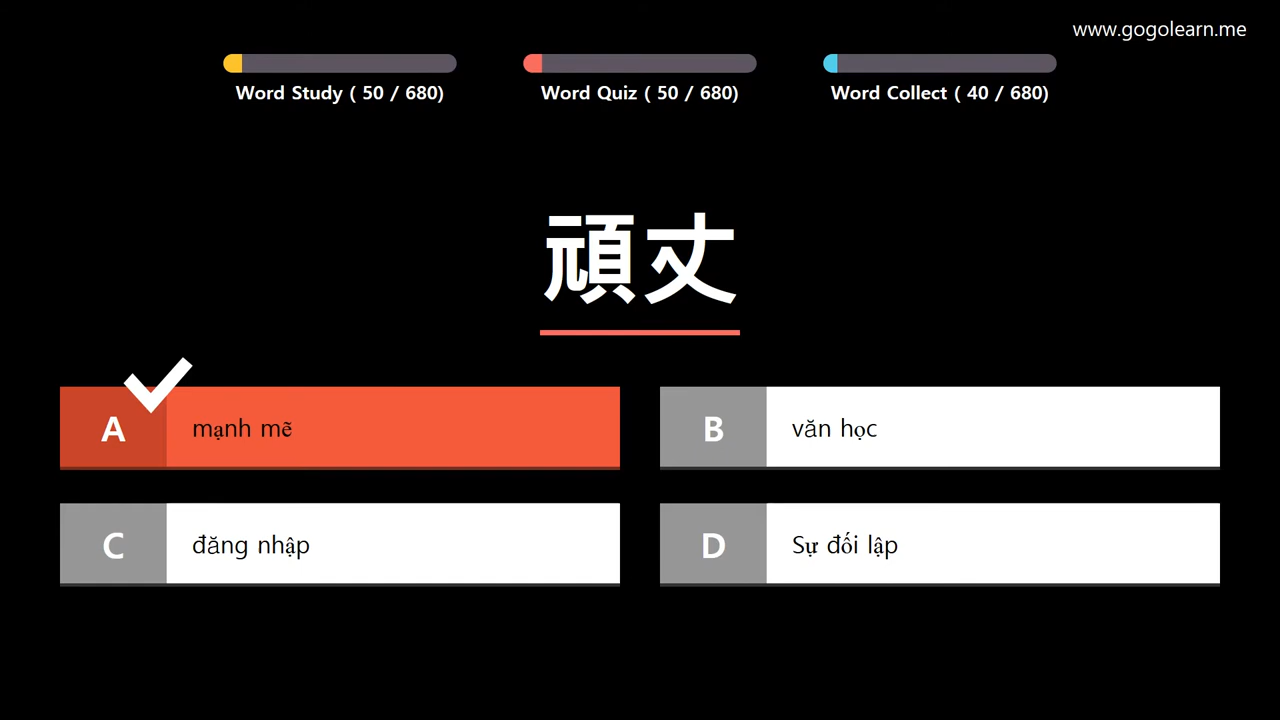 www.gogolearn.me
Word Study ( 50 / 680)
Word Quiz ( 50 / 680)
Word Collect ( 40 / 680)
頑丈
A
mạnh mẽ
B
văn học
C
đăng nhập
D
Sự đối lập